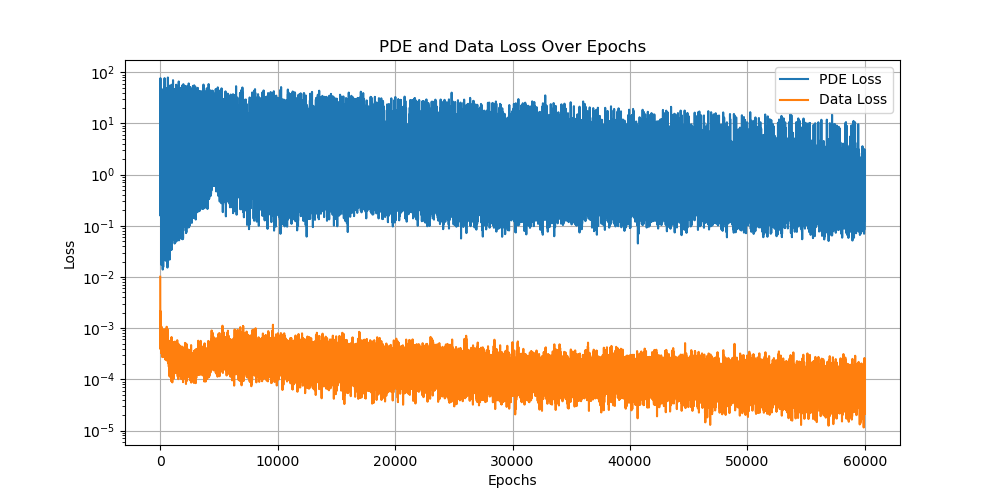 PDE and Data Loss Over Epochs
PDE Loss
Data Loss
10²
10¹
10⁰
10⁻¹
10⁻²
10⁻³
10⁻⁴
10⁻⁵
Loss
0 10000 20000 30000 40000 50000 60000
Epochs